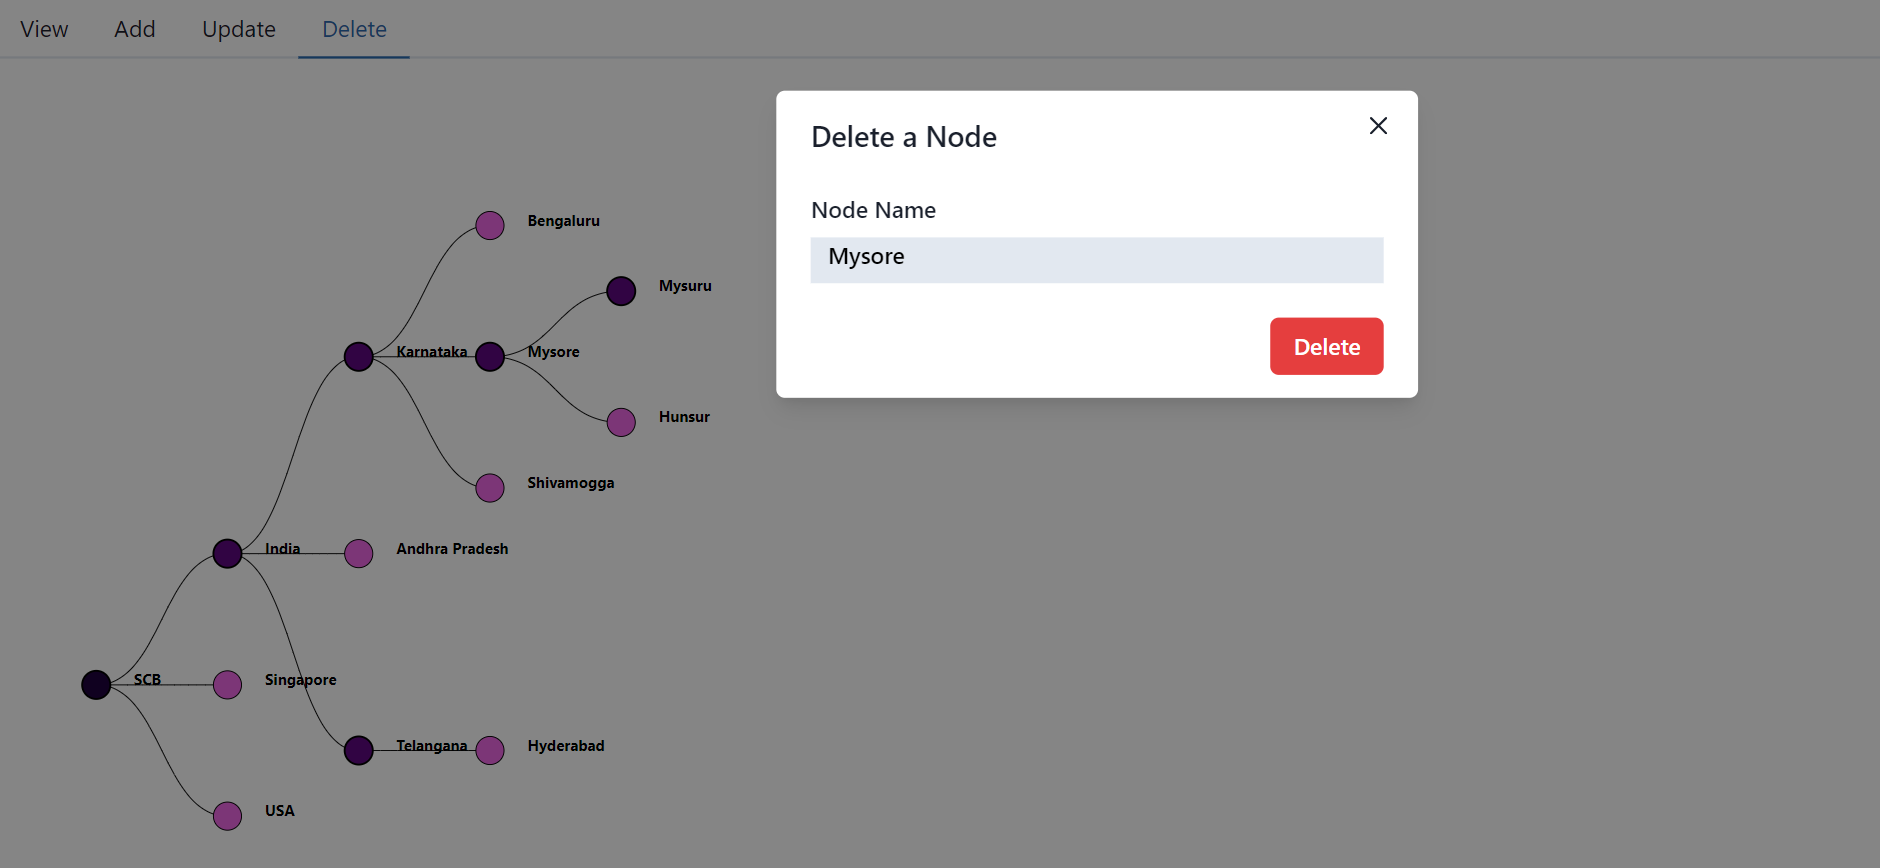 View Add Update Delete
Delete a Node
Node Name
Mysore
Delete
Bengaluru
Mysuru
Karnataka Mysore
Hunsur
Shivamogga
India Andhra Pradesh
SCB Singapore
Telangana Hyderabad
USA